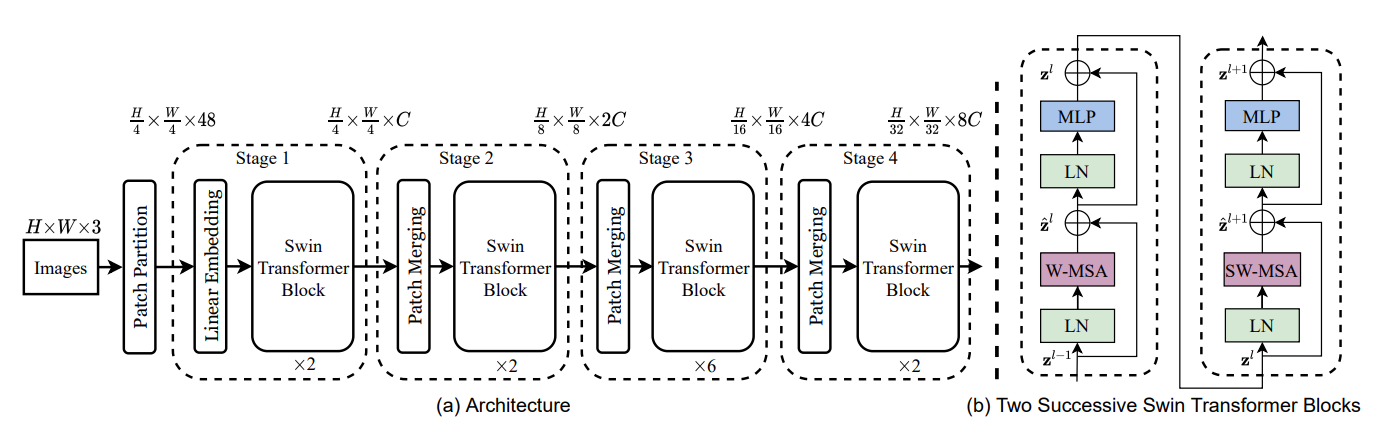 H/4 × W/4 × 48
H/4 × W/4 × C
H/8 × W/8 × 2C
H/16 × W/16 × 4C
H/32 × W/32 × 8C
Stage 1
Stage 2
Stage 3
Stage 4
H×W×3
Images
Patch Partition
Linear Embedding
Swin
Transformer
Block
×2
Patch Merging
Swin
Transformer
Block
×2
Patch Merging
Swin
Transformer
Block
×6
Patch Merging
Swin
Transformer
Block
×2
(a) Architecture
z^l
MLP
LN
ẑ^l
W-MSA
LN
z^{l-1}
z^{l+1}
MLP
LN
ẑ^{l+1}
SW-MSA
LN
z^l
(b) Two Successive Swin Transformer Blocks